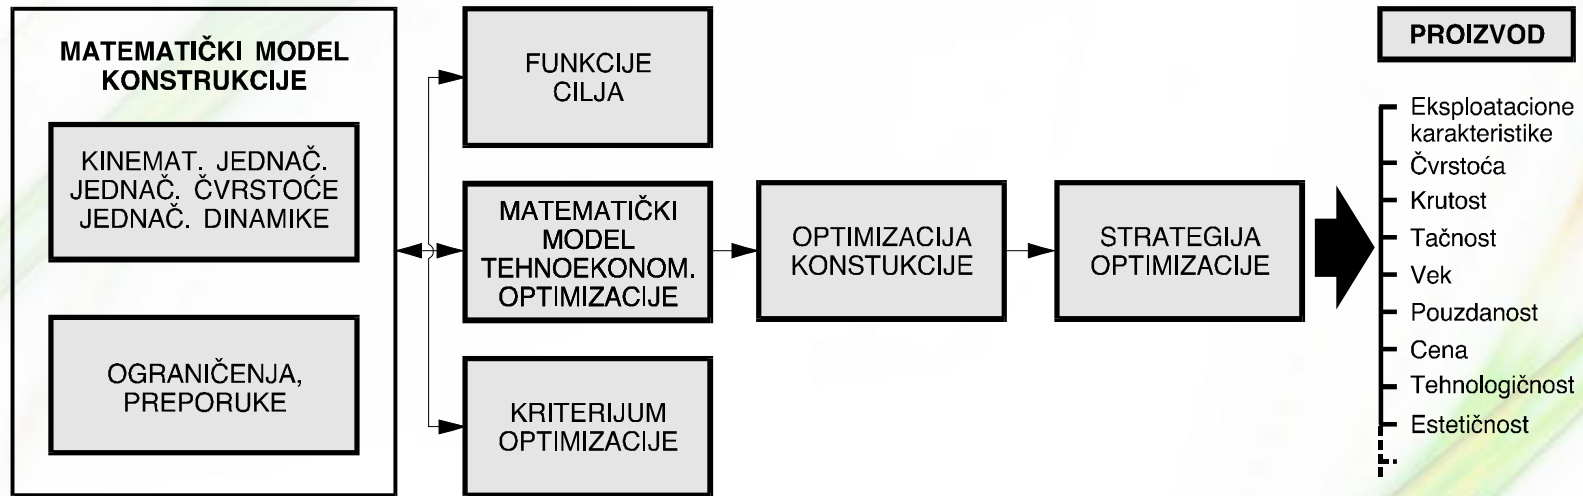 MATEMATIČKI MODEL
KONSTRUKCIJE
KINEMAT. JEDNAČ.
JEDNAČ. ČVRSTOĆE
JEDNAČ. DINAMIKE
OGRANIČENJA,
PREPORUKE
FUNKCIJE
CILJA
MATEMATIČKI
MODEL
TEHNOEKONOM.
OPTIMIZACIJE
KRITERIJUM
OPTIMIZACIJE
OPTIMIZACIJA
KONSTUKCIJE
STRATEGIJA
OPTIMIZACIJE
PROIZVOD
Eksploatacione
karakteristike
Čvrstoća
Krutost
Tačnost
Vek
Pouzdanost
Cena
Tehnologičnost
Estetičnost